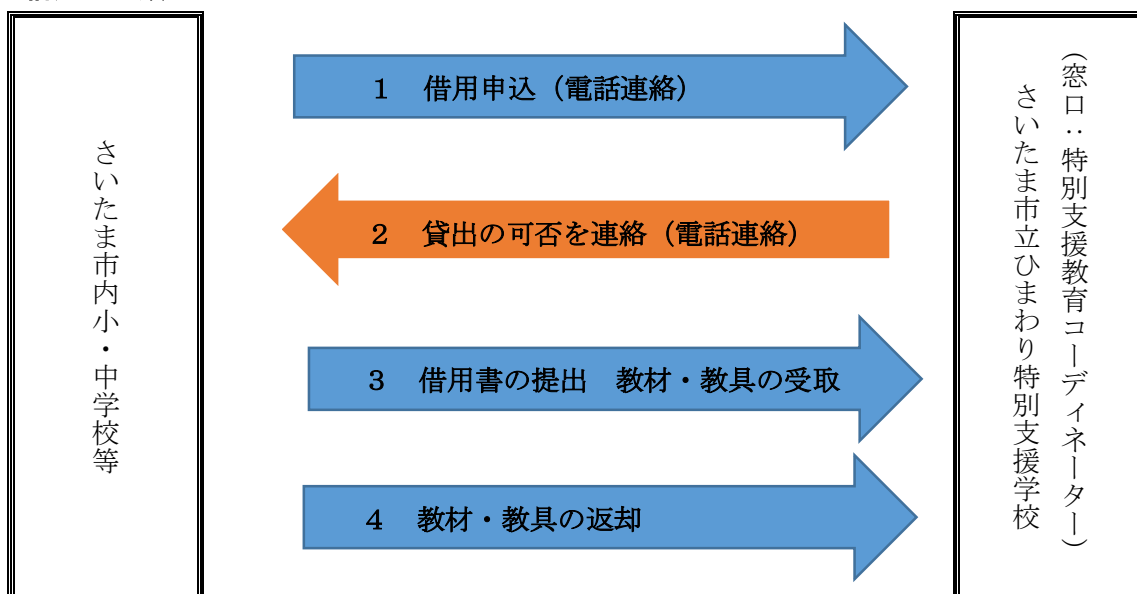 さいたま市内小・中学校等
1 借用申込(電話連絡)
2 貸出の可否を連絡(電話連絡)
3 借用書の提出 教材・教具の受取
4 教材・教具の返却
さいたま市立ひまわり特別支援学校
(窓口:特別支援教育コーディネーター)